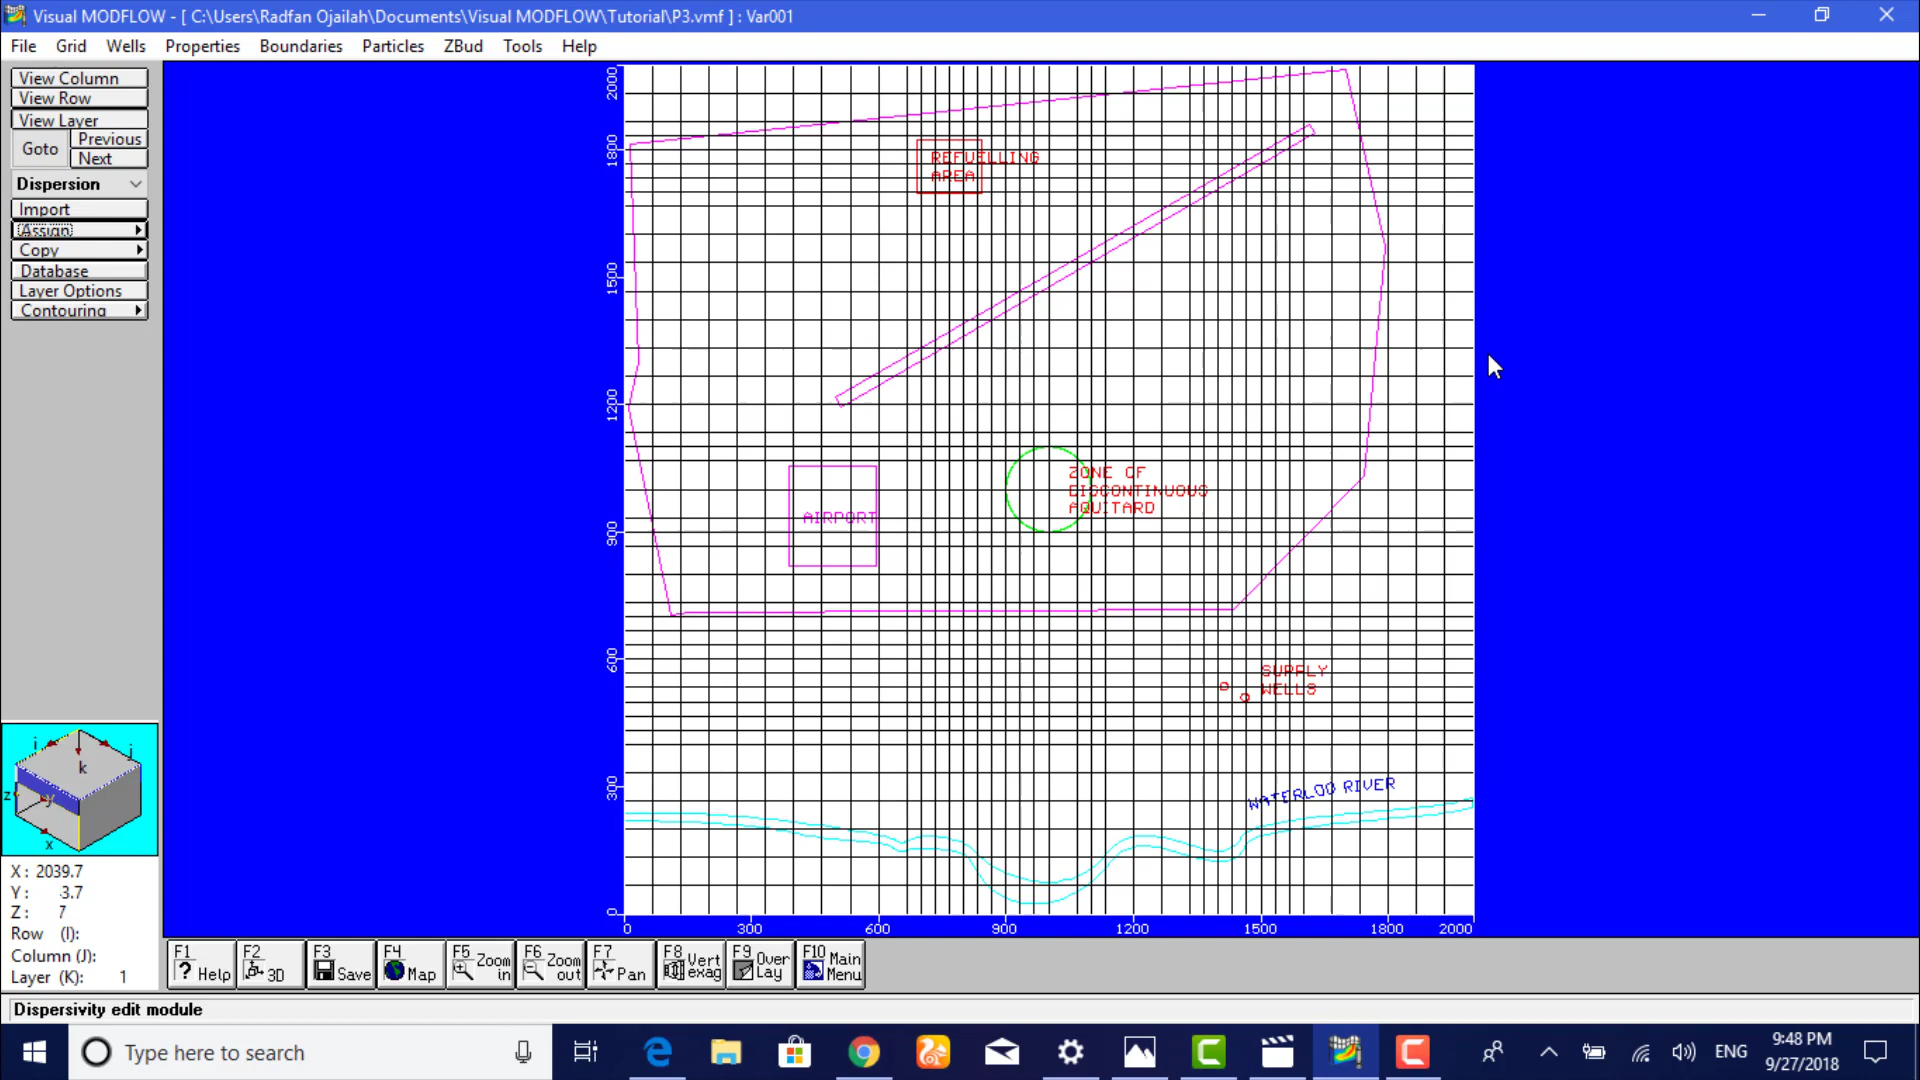 Visual MODFLOW - [ C:\Users\Radfan Ojailah\Documents\Visual MODFLOW\Tutorial\P3.vmf ] : Var001
File Grid Wells Properties Boundaries Particles ZBud Tools Help
View Column
View Row
View Layer
Goto Previous
Next
Dispersion
Import
Assign
Copy
Database
Layer Options
Contouring
2000
1800
1500
1200
900
600
300
0
REFUELLING
AREA
AIRPORT
ZONE OF
DISCONTINUOUS
AQUITARD
SUPPLY
WELLS
WATERLOO RIVER
0 300 600 900 1200 1500 1800 2000
i j
k
z y
x
X : 2039.7
Y : -3.7
Z : 7
Row (I):
Column (J):
Layer (K): 1
F1 ? Help
F2 3D
F3 Save
F4 Map
F5 Zoom in
F6 Zoom out
F7 Pan
F8 Vert exag
F9 Over Lay
F10 Main Menu
Dispersivity edit module
Type here to search
ENG
9:48 PM
9/27/2018